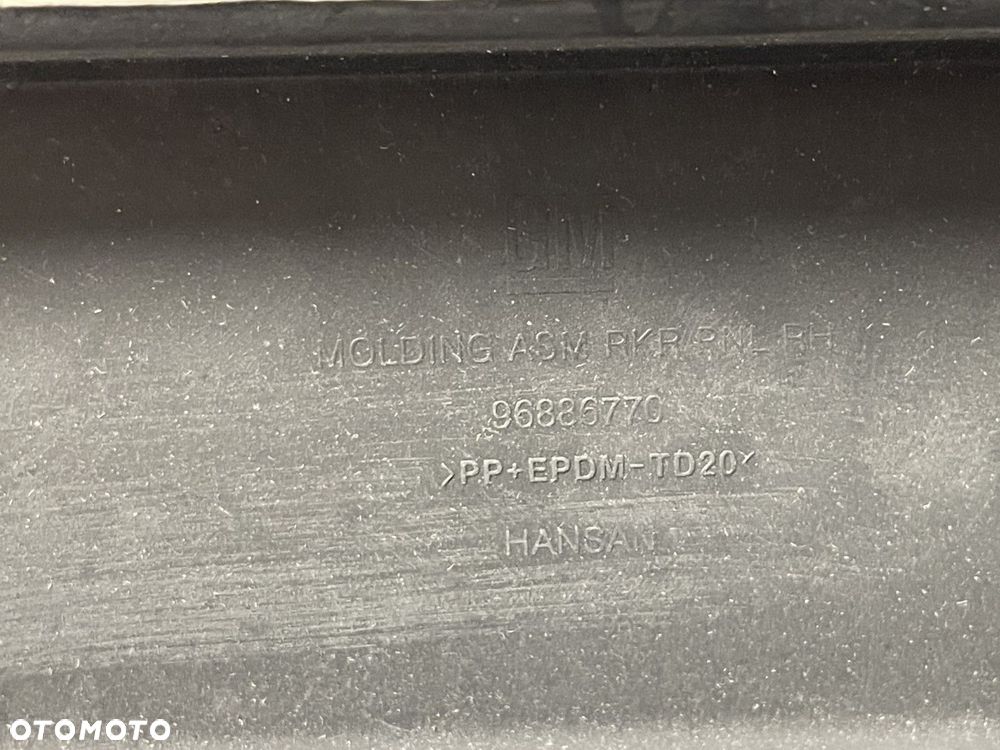 GM
MOLDING ASM RKR/PNL RH
96886770
>PP+EPDM-TD20<
HANSAN
OTOMOTO